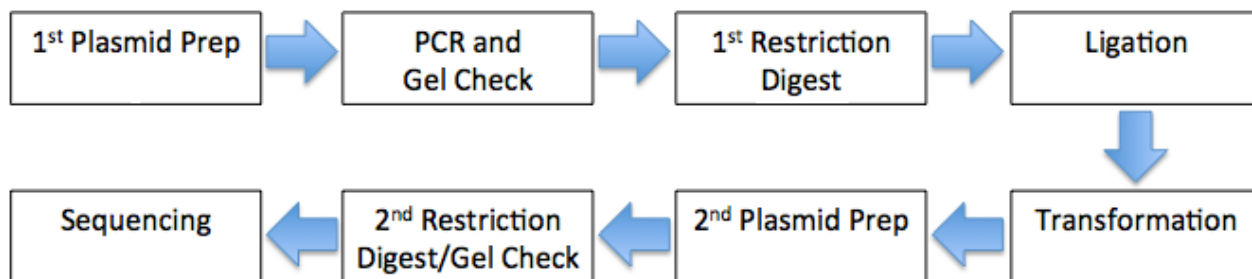 1st Plasmid Prep
PCR and
Gel Check
1st Restriction
Digest
Ligation
Transformation
2nd Plasmid Prep
2nd Restriction
Digest/Gel Check
Sequencing